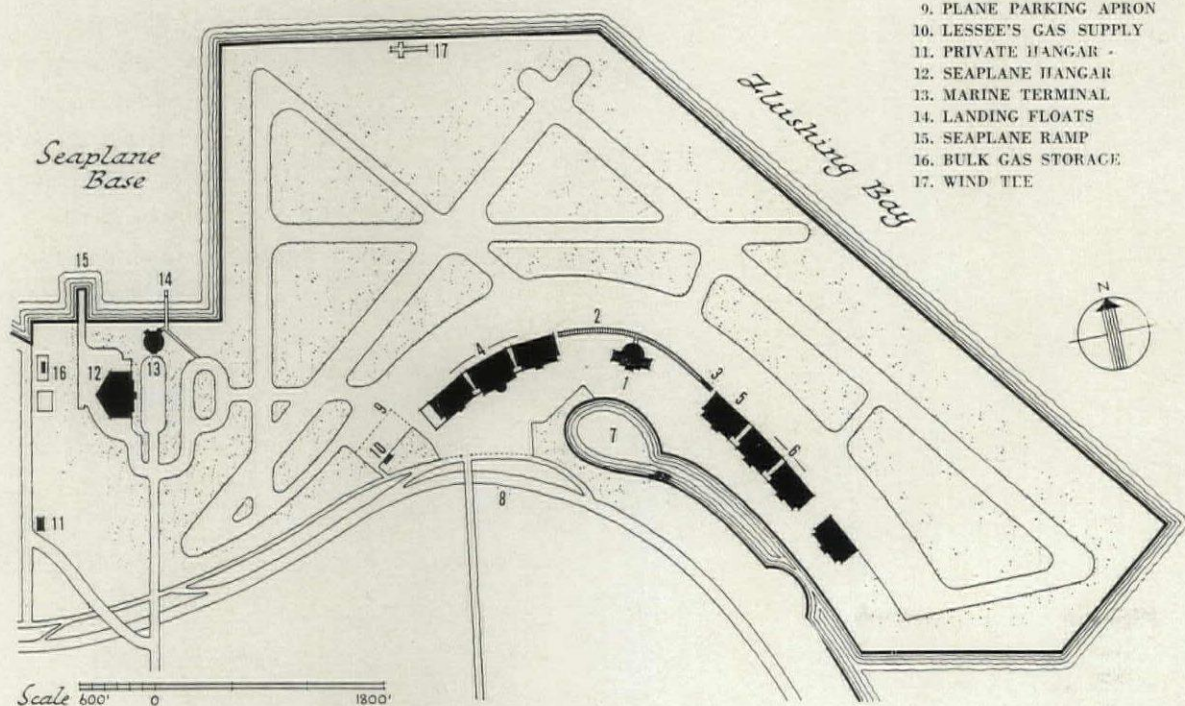 9. PLANE PARKING APRON
10. LESSEE'S GAS SUPPLY
11. PRIVATE HANGAR
12. SEAPLANE HANGAR
13. MARINE TERMINAL
14. LANDING FLOATS
15. SEAPLANE RAMP
16. BULK GAS STORAGE
17. WIND TEE
17
Flushing Bay
Seaplane
Base
15
14
N
2
4
16
12
13
1
3
5
9
10
7
6
8
11
Scale 600' 0 1800'